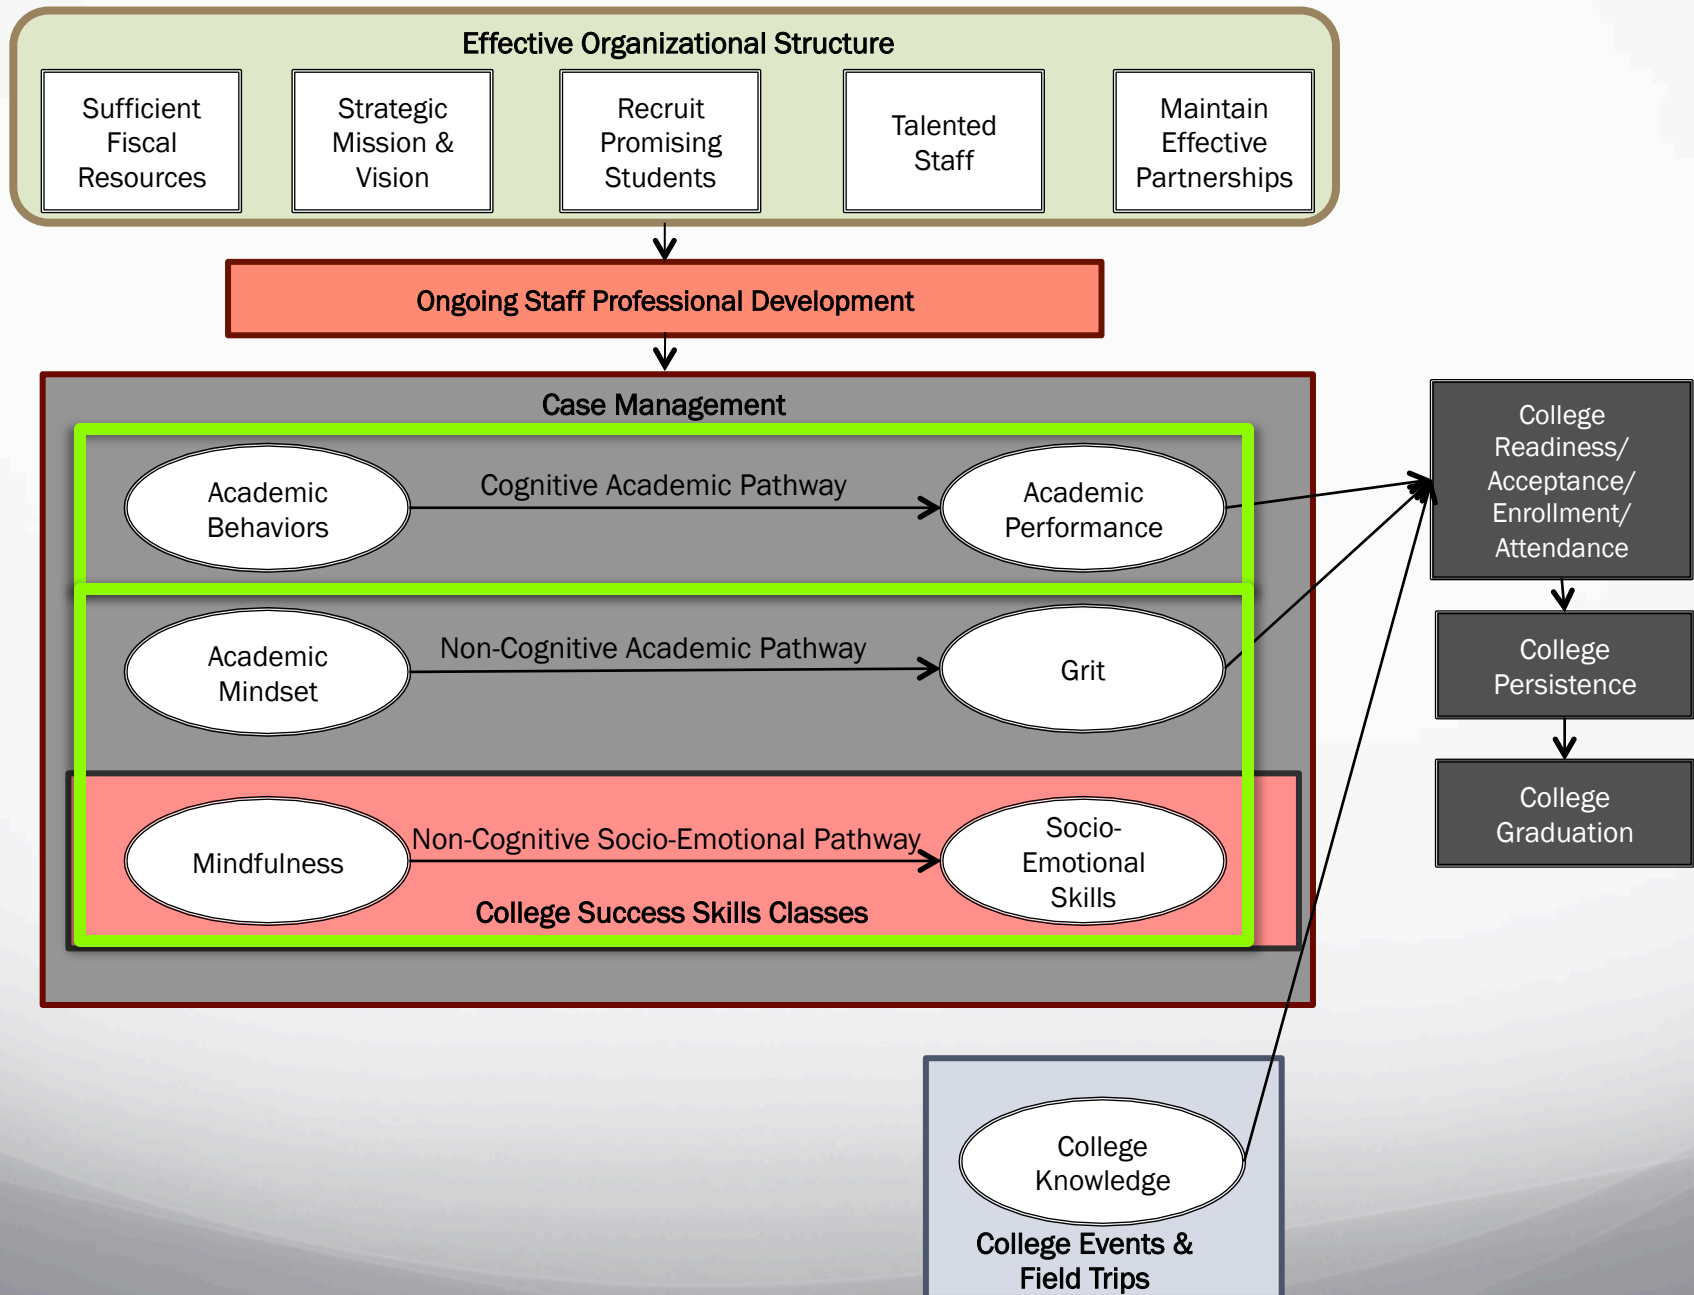 Effective Organizational Structure
Sufficient
Fiscal
Resources
Strategic
Mission &
Vision
Recruit
Promising
Students
Talented
Staff
Maintain
Effective
Partnerships
Ongoing Staff Professional Development
Case Management
Academic
Behaviors
Cognitive Academic Pathway
Academic
Performance
Academic
Mindset
Non-Cognitive Academic Pathway
Grit
Mindfulness
Non-Cognitive Socio-Emotional Pathway
Socio-
Emotional
Skills
College Success Skills Classes
College
Readiness/
Acceptance/
Enrollment/
Attendance
College
Persistence
College
Graduation
College
Knowledge
College Events &
Field Trips